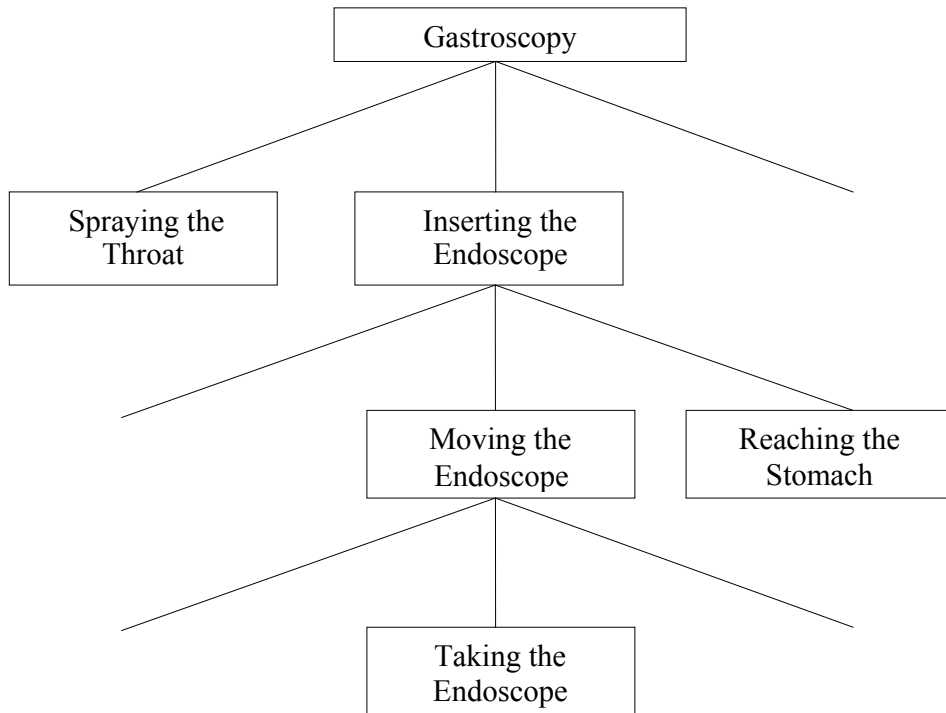 Gastroscopy
Spraying the
Throat
Inserting the
Endoscope
Moving the
Endoscope
Reaching the
Stomach
Taking the
Endoscope